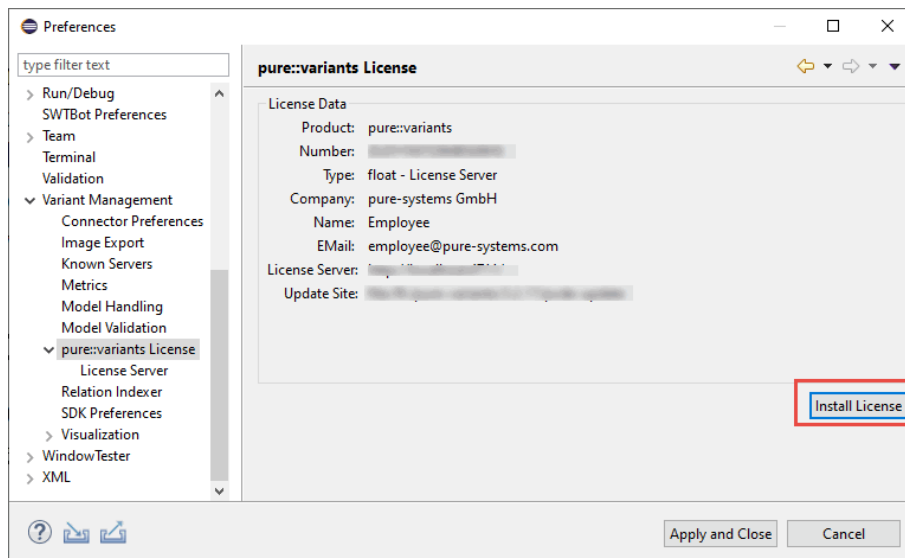 Preferences
type filter text
Run/Debug
SWTBot Preferences
Team
Terminal
Validation
Variant Management
Connector Preferences
Image Export
Known Servers
Metrics
Model Handling
Model Validation
pure::variants License
License Server
Relation Indexer
SDK Preferences
Visualization
WindowTester
XML
pure::variants License
License Data
Product: pure::variants
Number:
Type: float - License Server
Company: pure-systems GmbH
Name: Employee
EMail: employee@pure-systems.com
License Server:
Update Site:
Install License
Apply and Close
Cancel